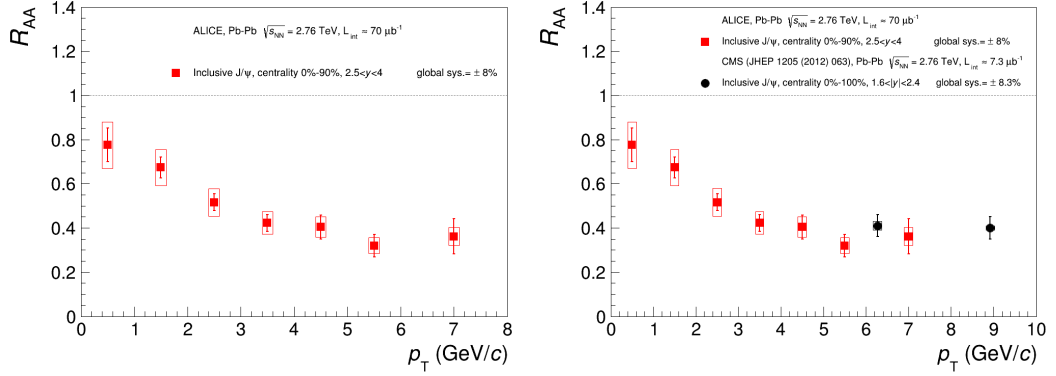 R_AA
1.4
1.2
1
0.8
0.6
0.4
0.2
0
ALICE, Pb-Pb √s_NN = 2.76 TeV, L_int ≈ 70 μb⁻¹
Inclusive J/ψ, centrality 0%-90%, 2.5<y<4 global sys.= ± 8%
0 1 2 3 4 5 6 7 8
p_T (GeV/c)
R_AA
1.4
1.2
1
0.8
0.6
0.4
0.2
0
ALICE, Pb-Pb √s_NN = 2.76 TeV, L_int ≈ 70 μb⁻¹
Inclusive J/ψ, centrality 0%-90%, 2.5<y<4 global sys.= ± 8%
CMS (JHEP 1205 (2012) 063), Pb-Pb √s_NN = 2.76 TeV, L_int ≈ 7.3 μb⁻¹
Inclusive J/ψ, centrality 0%-100%, 1.6<|y|<2.4 global sys.= ± 8.3%
0 1 2 3 4 5 6 7 8 9 10
p_T (GeV/c)